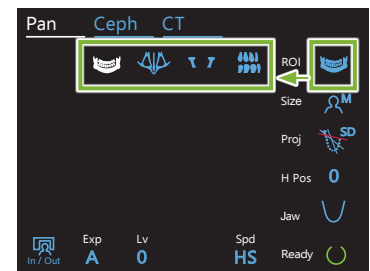 Pan Ceph CT
ROI
Size M
Proj SD
H Pos 0
Jaw
Exp Lv Spd
In / Out A 0 HS Ready